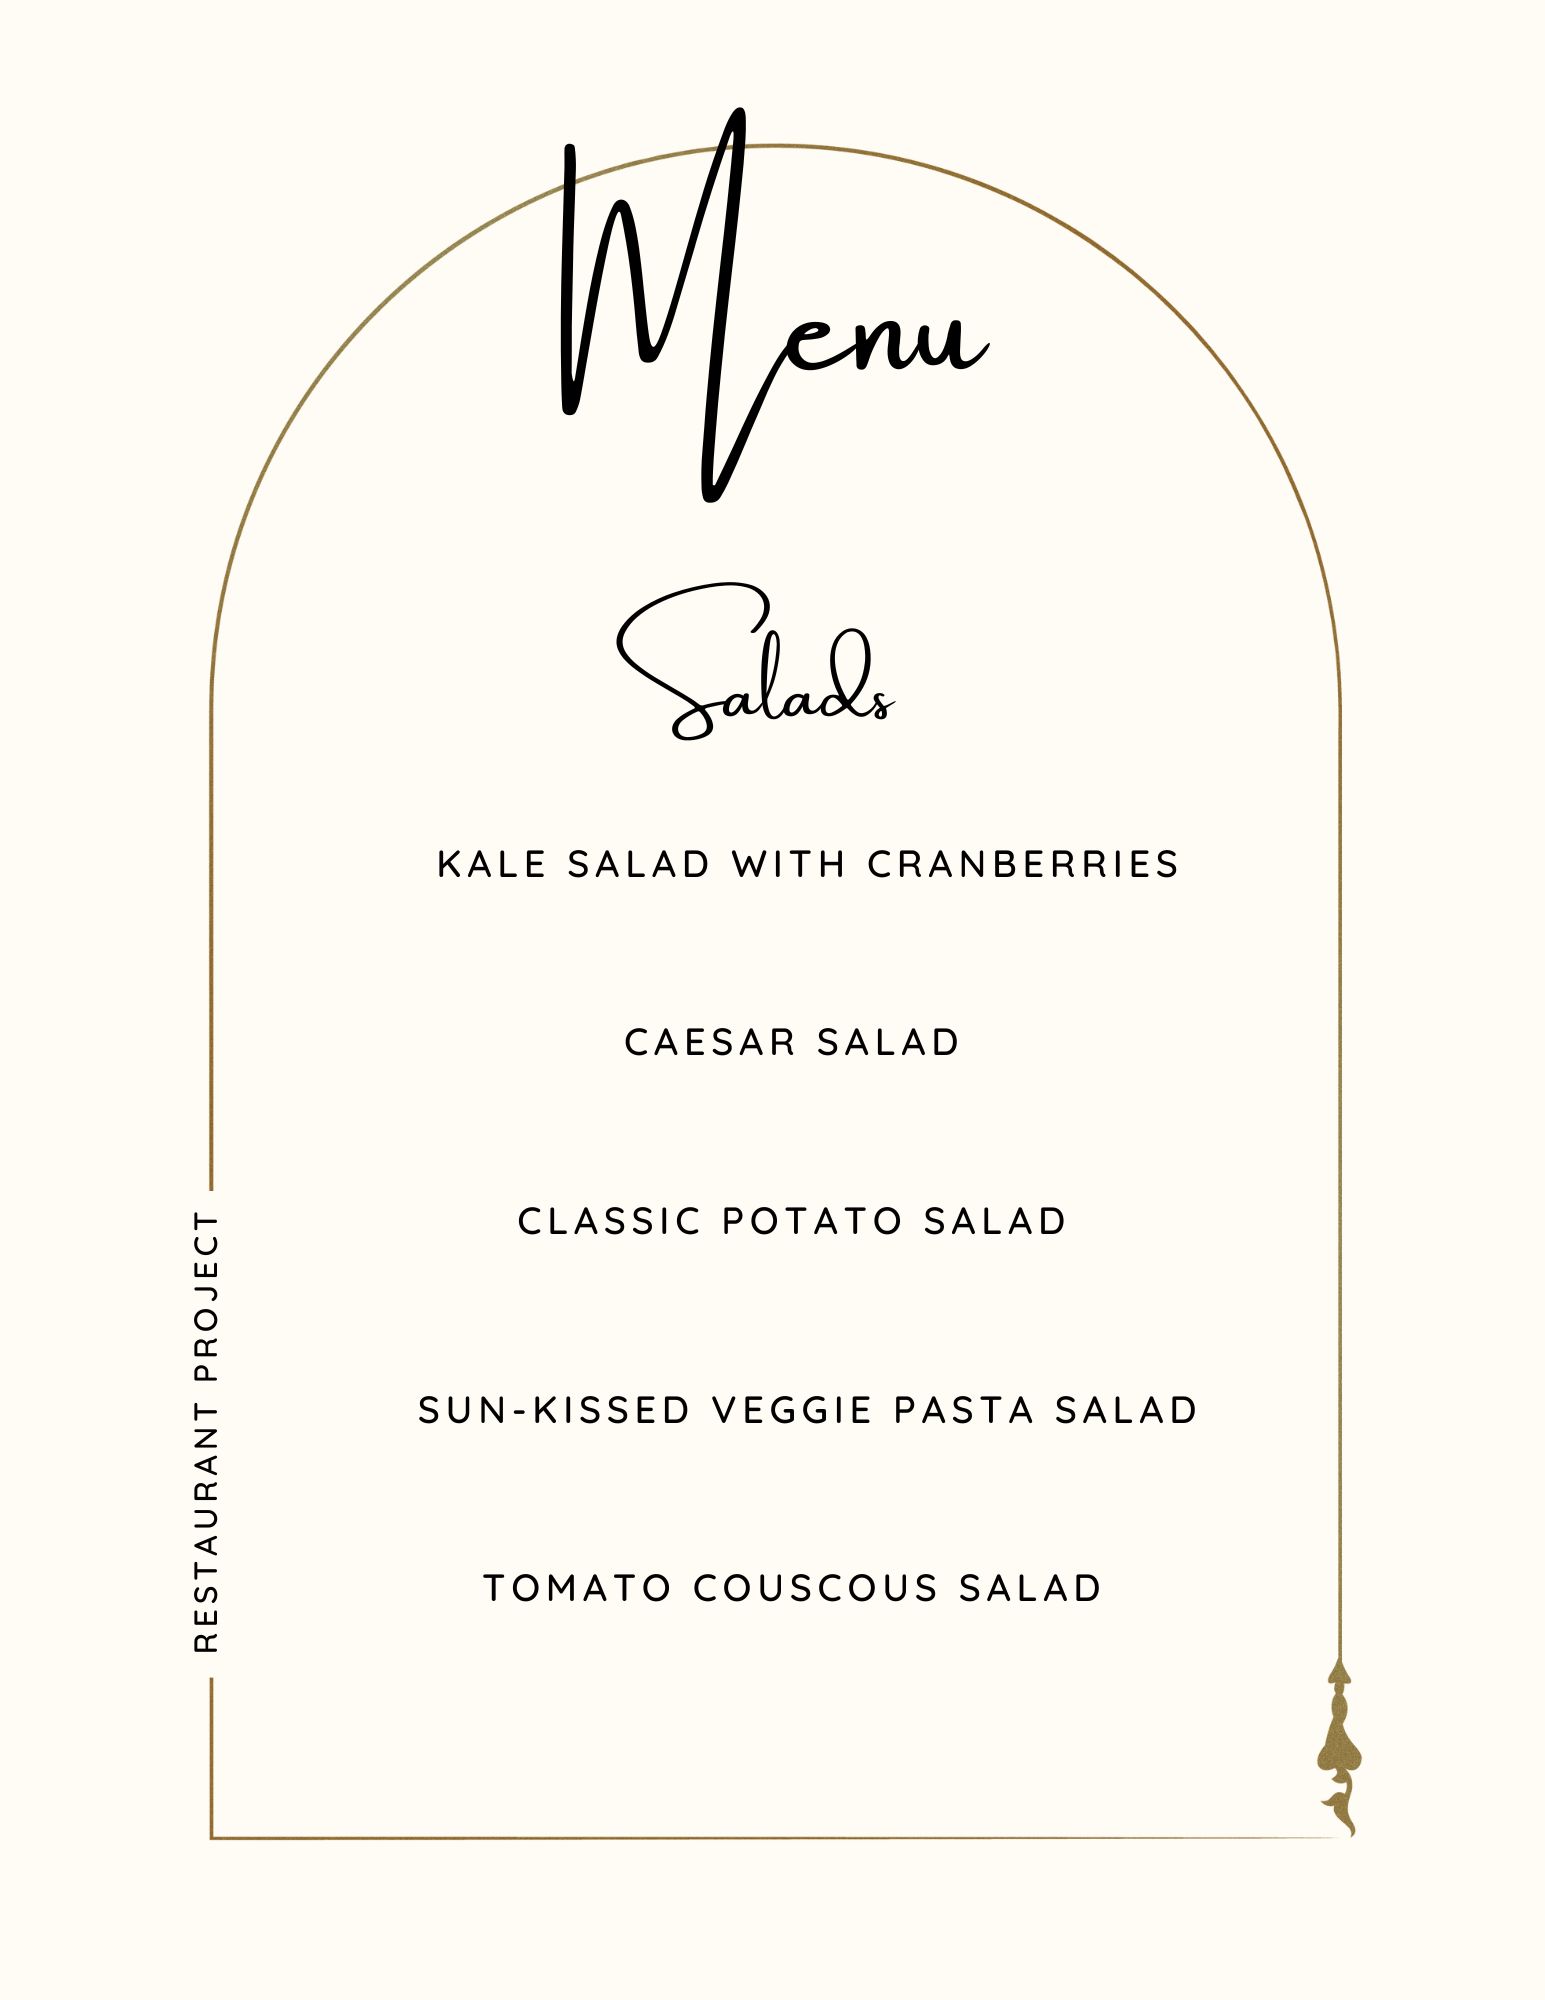 Menu
Salads
KALE SALAD WITH CRANBERRIES
CAESAR SALAD
CLASSIC POTATO SALAD
SUN-KISSED VEGGIE PASTA SALAD
TOMATO COUSCOUS SALAD
RESTAURANT PROJECT